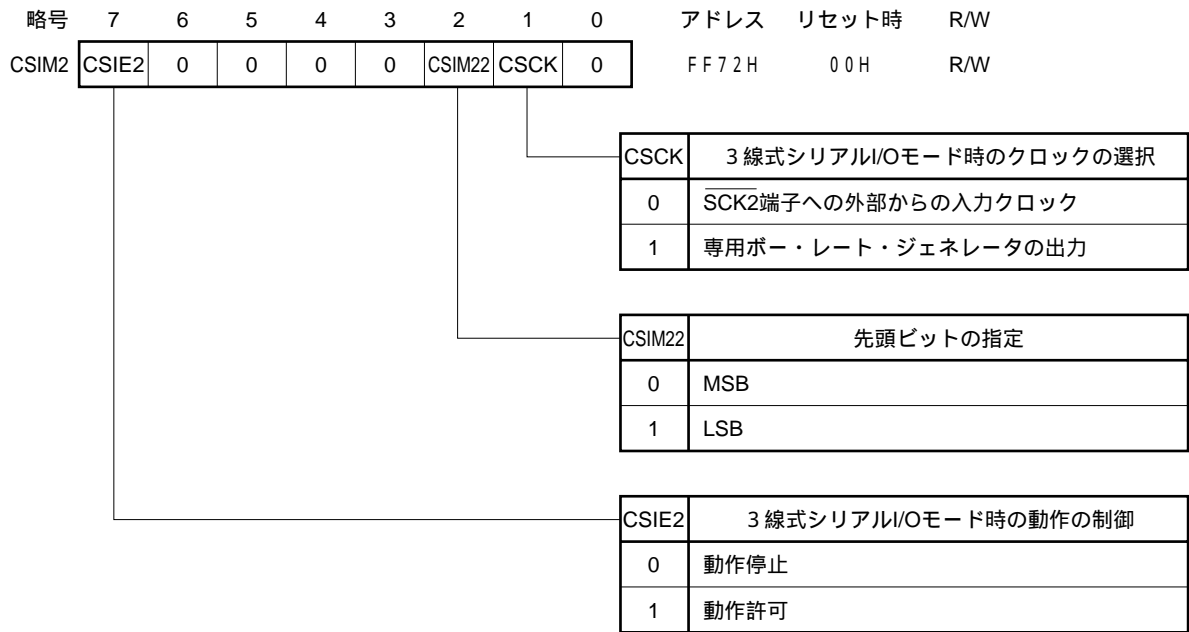 略号 7 6 5 4 3 2 1 0 アドレス リセット時 R/W
CSIM2 CSIE2 0 0 0 0 CSIM22 CSCK 0 FF72H 00H R/W
CSCK 3線式シリアルI/Oモード時のクロックの選択
0 S̅C̅K̅2̅端子への外部からの入力クロック
1 専用ボー・レート・ジェネレータの出力
CSIM22 先頭ビットの指定
0 MSB
1 LSB
CSIE2 3線式シリアルI/Oモード時の動作の制御
0 動作停止
1 動作許可